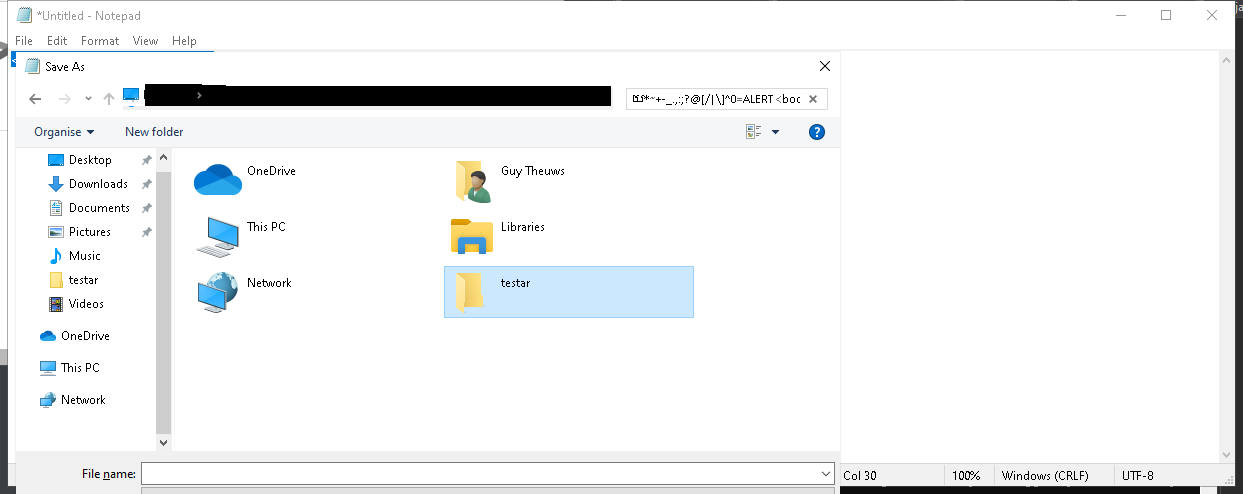 *Untitled - Notepad
File Edit Format View Help
Save As
*~+-_.,:;?@[/|\]^0=ALERT <boc
Organise New folder
Desktop
Downloads
Documents
Pictures
Music
testar
Videos
OneDrive
This PC
Network
OneDrive
Guy Theuws
This PC
Libraries
Network
testar
File name:
Col 30 100% Windows (CRLF) UTF-8